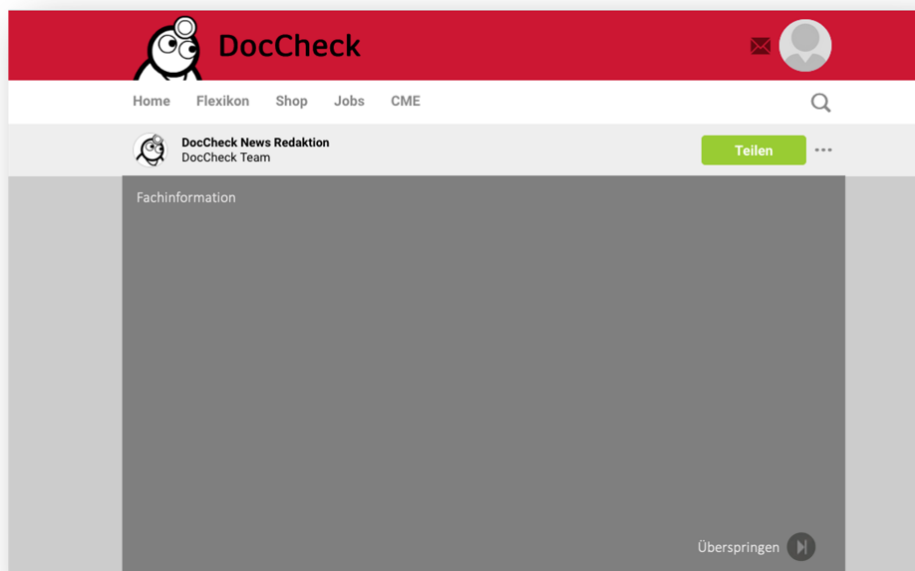 DocCheck
Home Flexikon Shop Jobs CME
DocCheck News Redaktion
DocCheck Team
Teilen
Fachinformation
Überspringen